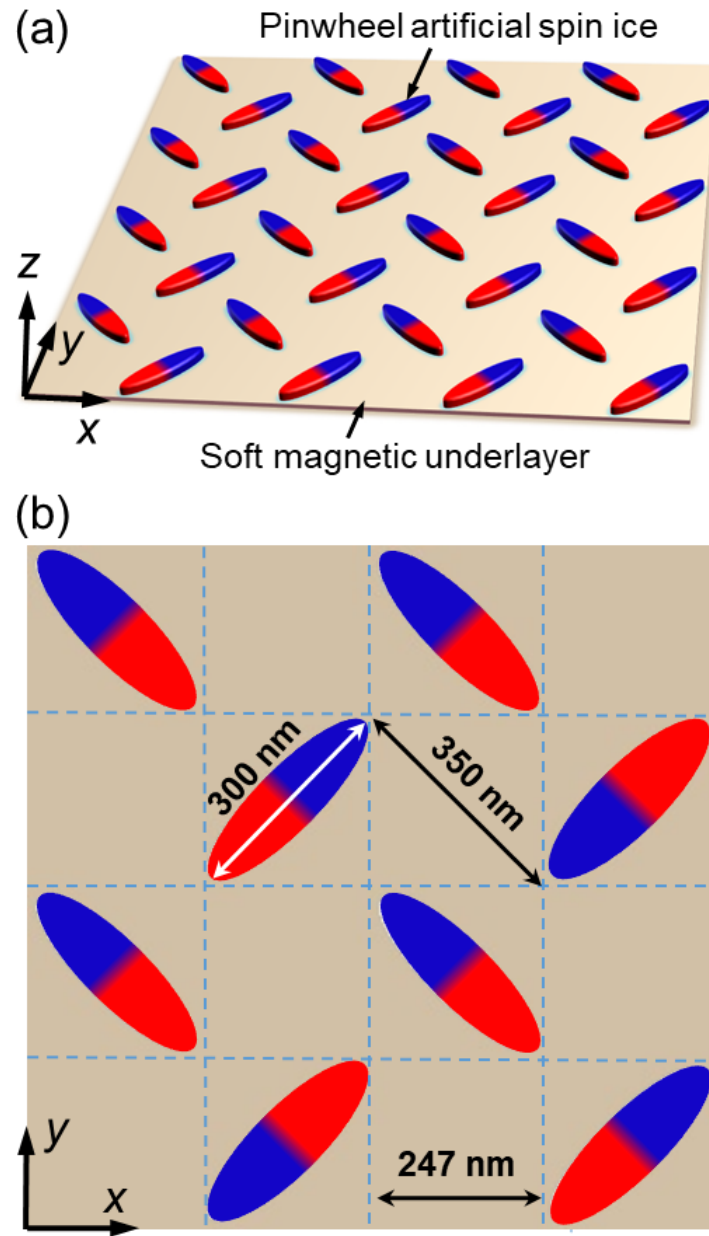 (a)
Pinwheel artificial spin ice
z
y
x
Soft magnetic underlayer
(b)
300 nm
350 nm
247 nm
y
x